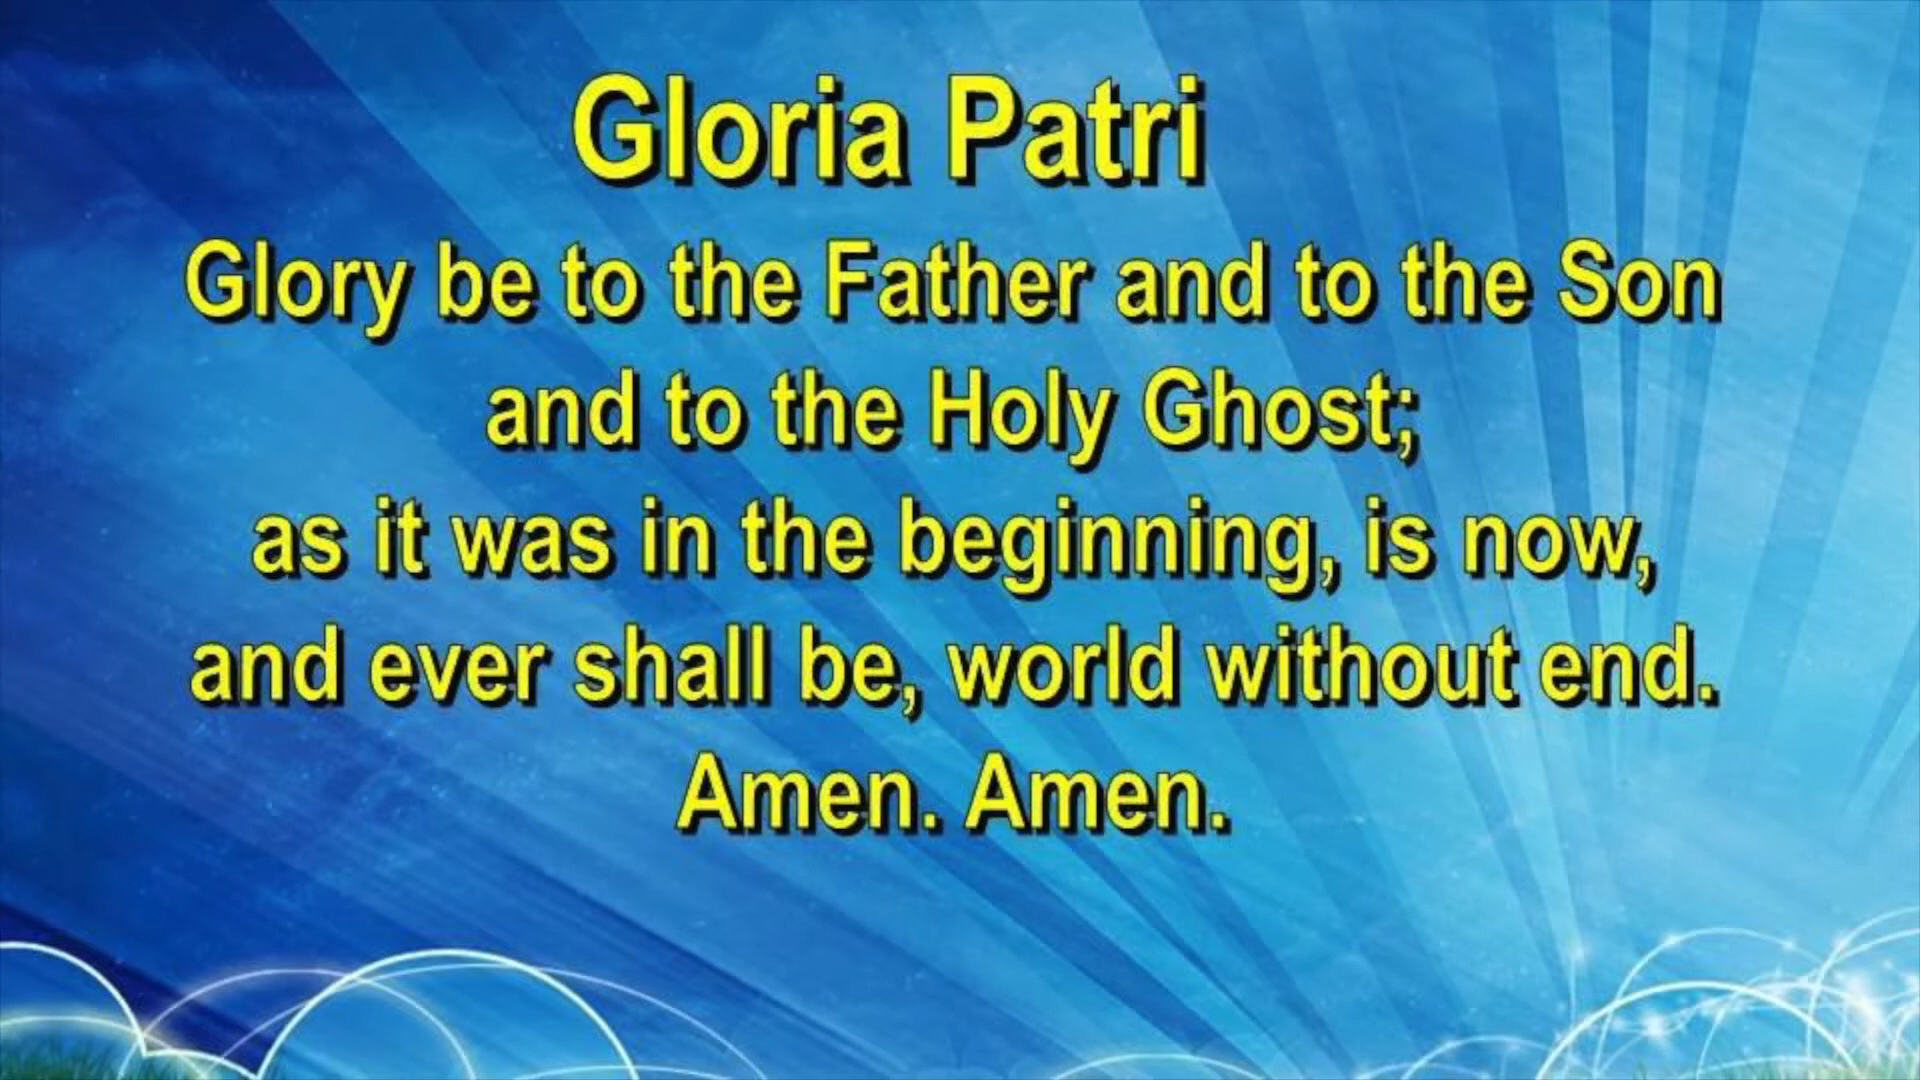 Gloria Patri
Glory be to the Father and to the Son
and to the Holy Ghost;
as it was in the beginning, is now,
and ever shall be, world without end.
Amen. Amen.